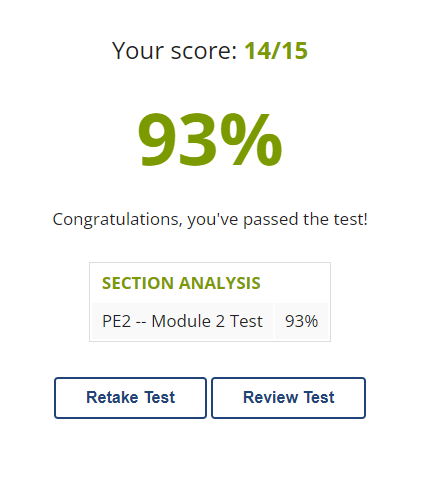 Your score: 14/15
93%
Congratulations, you've passed the test!
SECTION ANALYSIS
PE2 -- Module 2 Test 93%
Retake Test Review Test